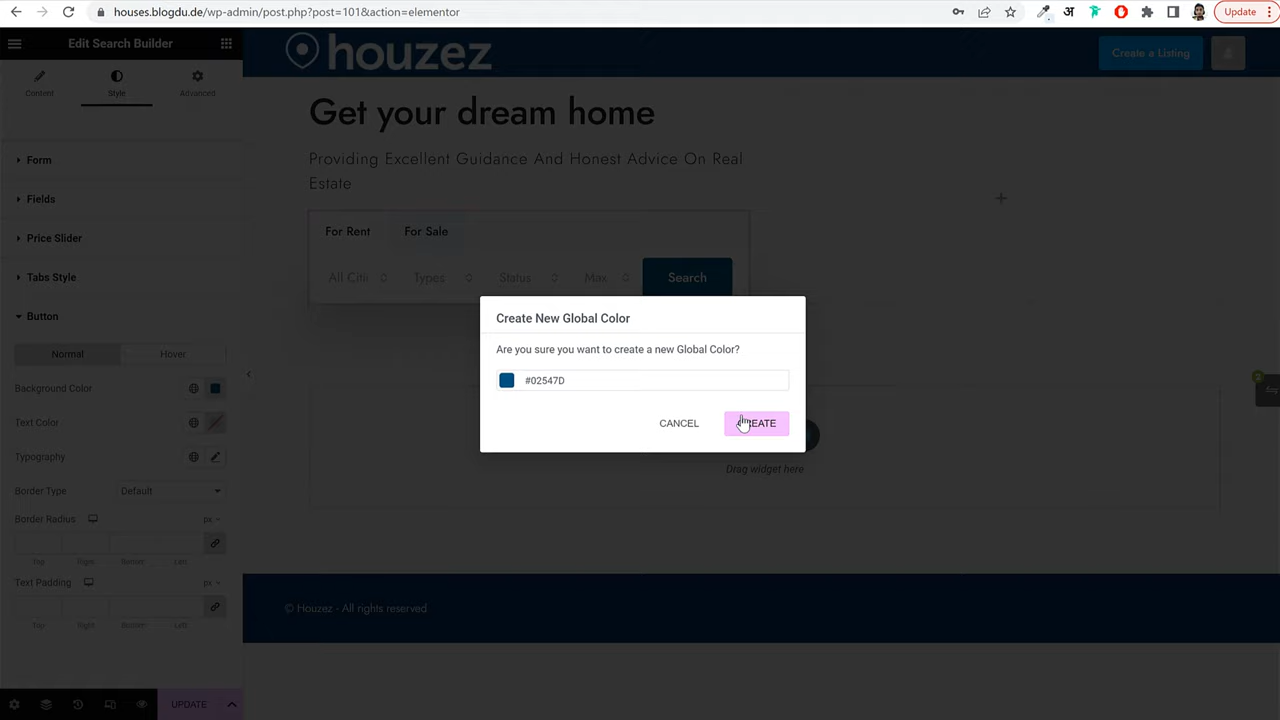 houses.blogdu.de/wp-admin/post.php?post=101&action=elementor
अ
Update
Edit Search Builder
houzez
Create a Listing
Content
Style
Advanced
Get your dream home
Providing Excellent Guidance And Honest Advice On Real
Estate
Form
Fields
Price Slider
Tabs Style
Button
For Rent
For Sale
All Citi
Types
Status
Max.
Search
Normal
Hover
Background Color
Text Color
Typography
Border Type
Default
Border Radius
px
Top
Right
Left
Text Padding
px
Top
Right
Left
Create New Global Color
Are you sure you want to create a new Global Color?
#02547D
CANCEL
CREATE
Drag widget here
© Houzez - All rights reserved
UPDATE